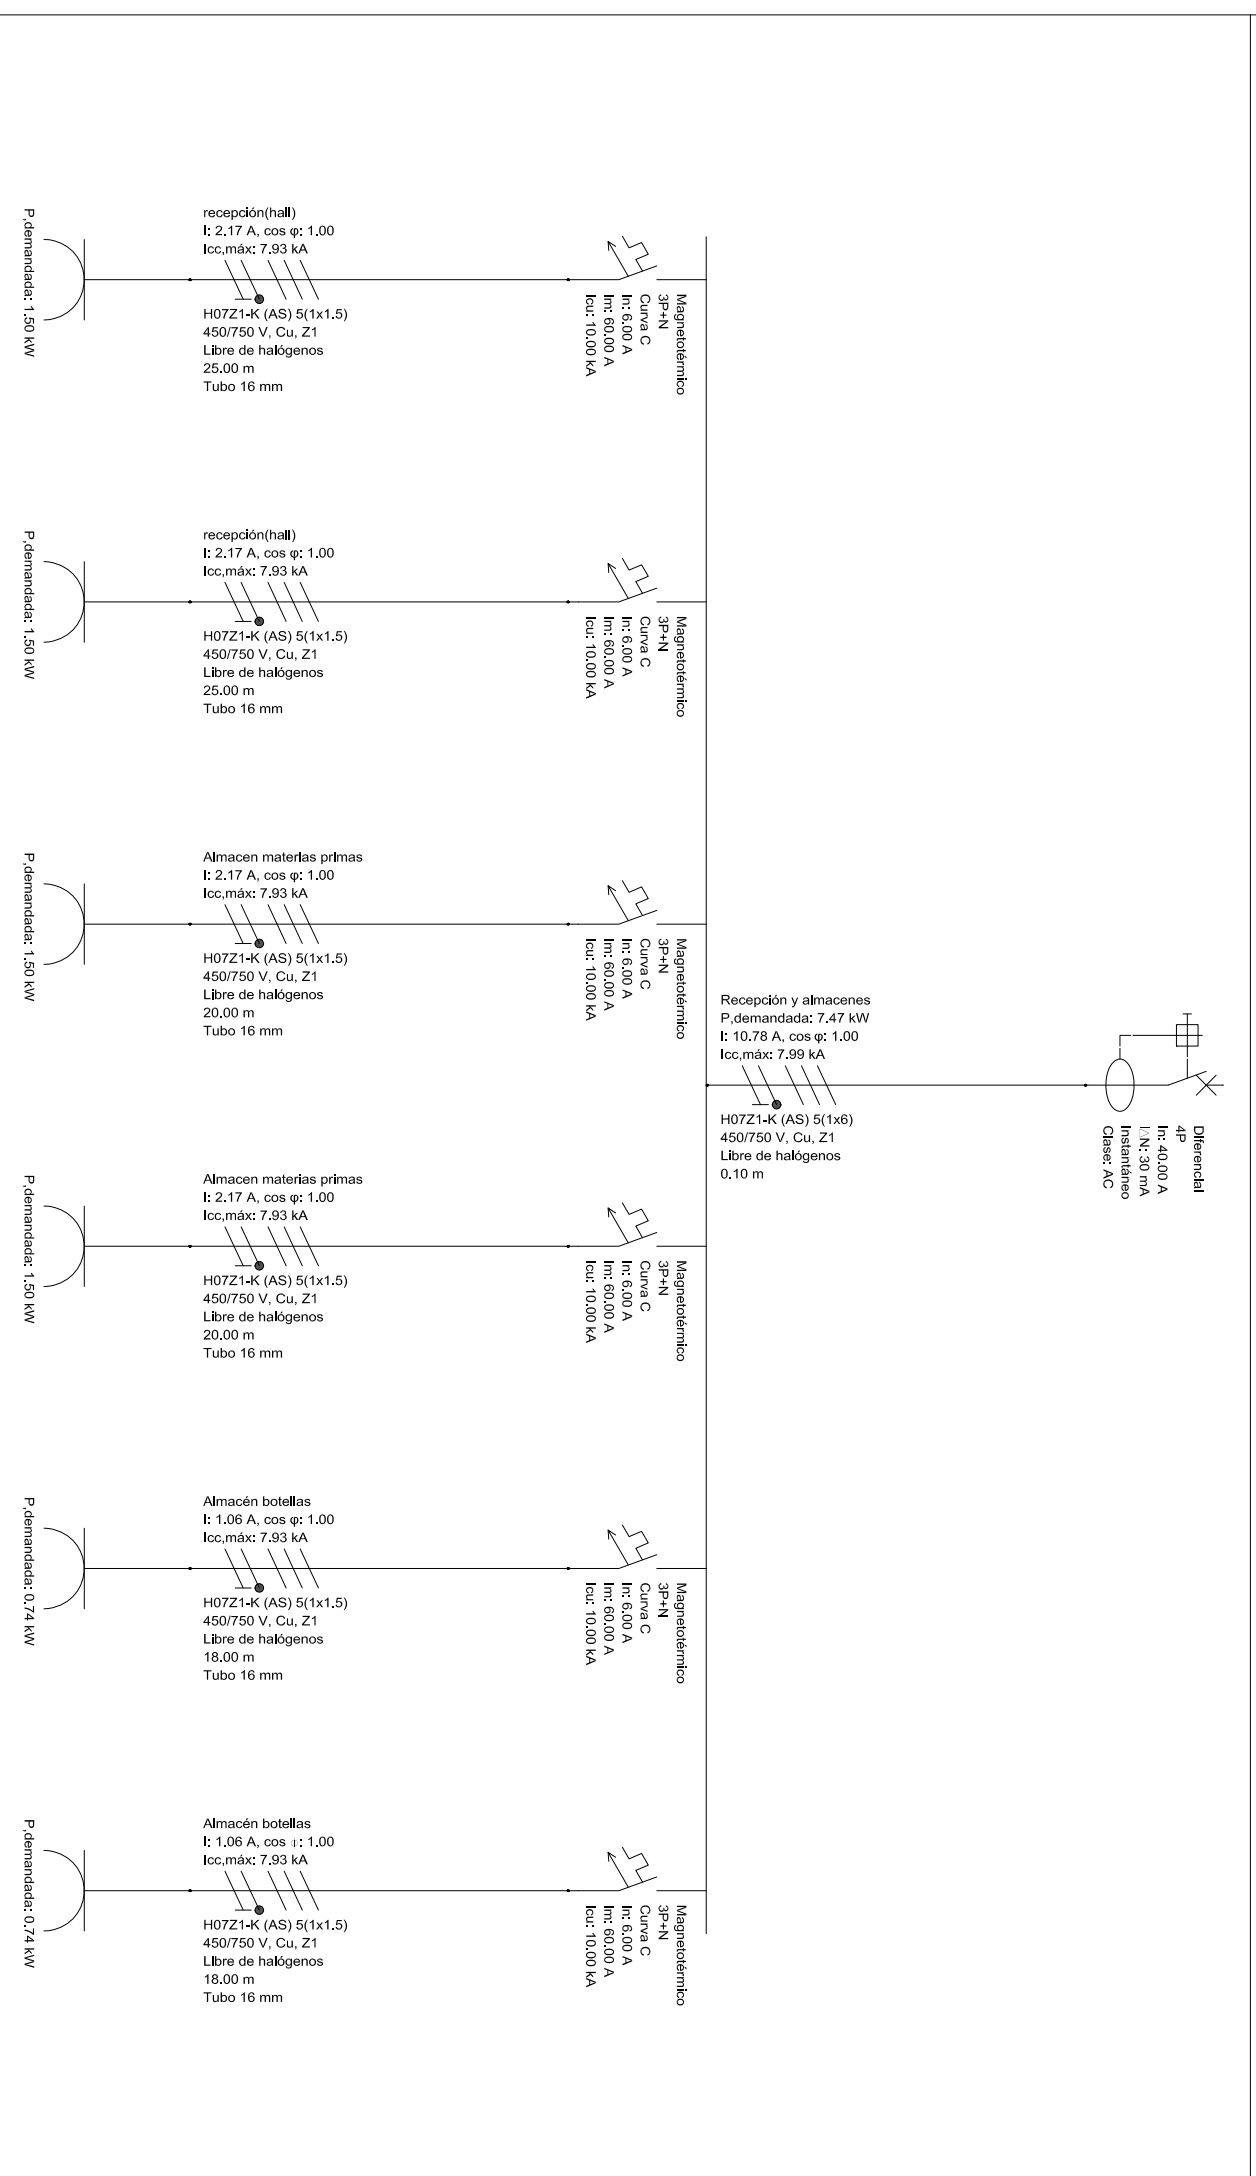 recepción(hall)
I: 2.17 A, cos φ: 1.00
Icc,máx: 7.93 kA
H07Z1-K (AS) 5(1x1.5)
450/750 V, Cu, Z1
Libre de halógenos
25.00 m
Tubo 16 mm
P,demandada: 1.50 kW
Magnetotérmico
3P+N
Curva C
In: 6.00 A
Im: 60.00 A
Icu: 10.00 kA
recepción(hall)
I: 2.17 A, cos φ: 1.00
Icc,máx: 7.93 kA
H07Z1-K (AS) 5(1x1.5)
450/750 V, Cu, Z1
Libre de halógenos
25.00 m
Tubo 16 mm
P,demandada: 1.50 kW
Magnetotérmico
3P+N
Curva C
In: 6.00 A
Im: 60.00 A
Icu: 10.00 kA
Almacen materias primas
I: 2.17 A, cos φ: 1.00
Icc,máx: 7.93 kA
H07Z1-K (AS) 5(1x1.5)
450/750 V, Cu, Z1
Libre de halógenos
20.00 m
Tubo 16 mm
P,demandada: 1.50 kW
Magnetotérmico
3P+N
Curva C
In: 6.00 A
Im: 60.00 A
Icu: 10.00 kA
Recepción y almacenes
P,demandada: 7.47 kW
I: 10.78 A, cos φ: 1.00
Icc,máx: 7.99 kA
H07Z1-K (AS) 5(1x6)
450/750 V, Cu, Z1
Libre de halógenos
0.10 m
Diferencial
4P
In: 40.00 A
I△N: 30 mA
Instantáneo
Clase: AC
Almacen materias primas
I: 2.17 A, cos φ: 1.00
Icc,máx: 7.93 kA
H07Z1-K (AS) 5(1x1.5)
450/750 V, Cu, Z1
Libre de halógenos
20.00 m
Tubo 16 mm
P,demandada: 1.50 kW
Magnetotérmico
3P+N
Curva C
In: 6.00 A
Im: 60.00 A
Icu: 10.00 kA
Almacén botellas
I: 1.06 A, cos φ: 1.00
Icc,máx: 7.93 kA
H07Z1-K (AS) 5(1x1.5)
450/750 V, Cu, Z1
Libre de halógenos
18.00 m
Tubo 16 mm
P,demandada: 0.74 kW
Magnetotérmico
3P+N
Curva C
In: 6.00 A
Im: 60.00 A
Icu: 10.00 kA
Almacén botellas
I: 1.06 A, cos φ: 1.00
Icc,máx: 7.93 kA
H07Z1-K (AS) 5(1x1.5)
450/750 V, Cu, Z1
Libre de halógenos
18.00 m
Tubo 16 mm
P,demandada: 0.74 kW
Magnetotérmico
3P+N
Curva C
In: 6.00 A
Im: 60.00 A
Icu: 10.00 kA